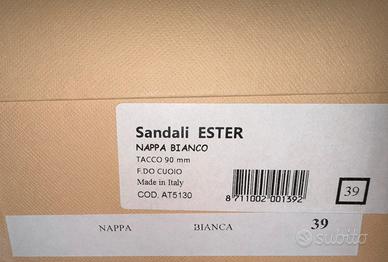 Sandali ESTER
NAPPA BIANCO
TACCO 90 mm
F.DO CUOIO
Made in Italy
COD. AT5130
8 711002 001392
39
NAPPA BIANCA 39
subito